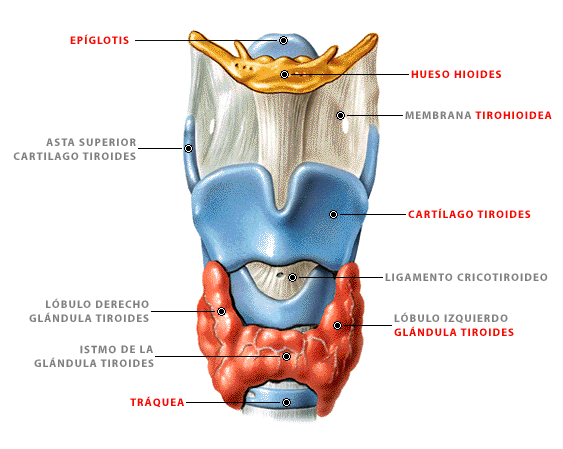 EPÍGLOTIS
HUESO HIOIDES
MEMBRANA TIROHIOIDEA
ASTA SUPERIOR
CARTILAGO TIROIDES
CARTÍLAGO TIROIDES
LIGAMENTO CRICOTIROIDEO
LÓBULO DERECHO
GLÁNDULA TIROIDES
LÓBULO IZQUIERDO
GLÁNDULA TIROIDES
ISTMO DE LA
GLÁNDULA TIROIDES
TRÁQUEA